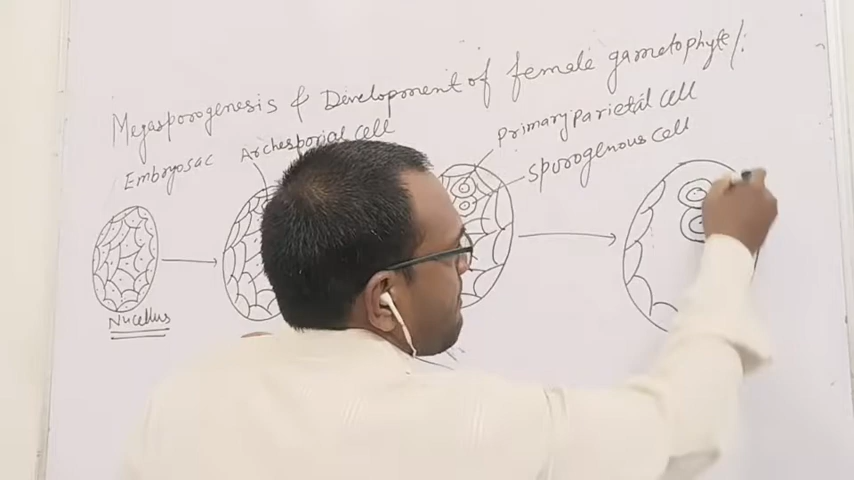 Megasporogenesis & Development of female gametophyte/:
Embryosac
Archesporial cell
Primary parietal cell
Sporogenous cell
Nucellus